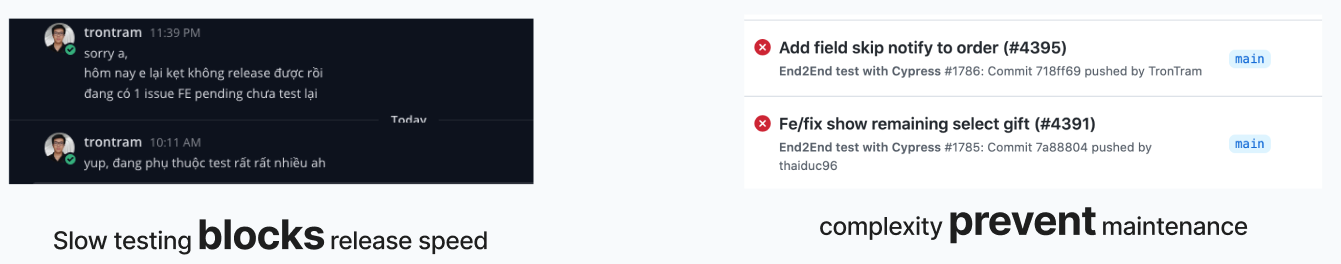 trontram 11:39 PM
sorry a,
hôm nay e lại kẹt không release được rồi
đang có 1 issue FE pending chưa test lại
Today
trontram 10:11 AM
yup, đang phụ thuộc test rất rất nhiều ah
Slow testing blocks release speed
Add field skip notify to order (#4395)
End2End test with Cypress #1786: Commit 718ff69 pushed by TronTram
main
Fe/fix show remaining select gift (#4391)
End2End test with Cypress #1785: Commit 7a88804 pushed by
thaiduc96
main
complexity prevent maintenance